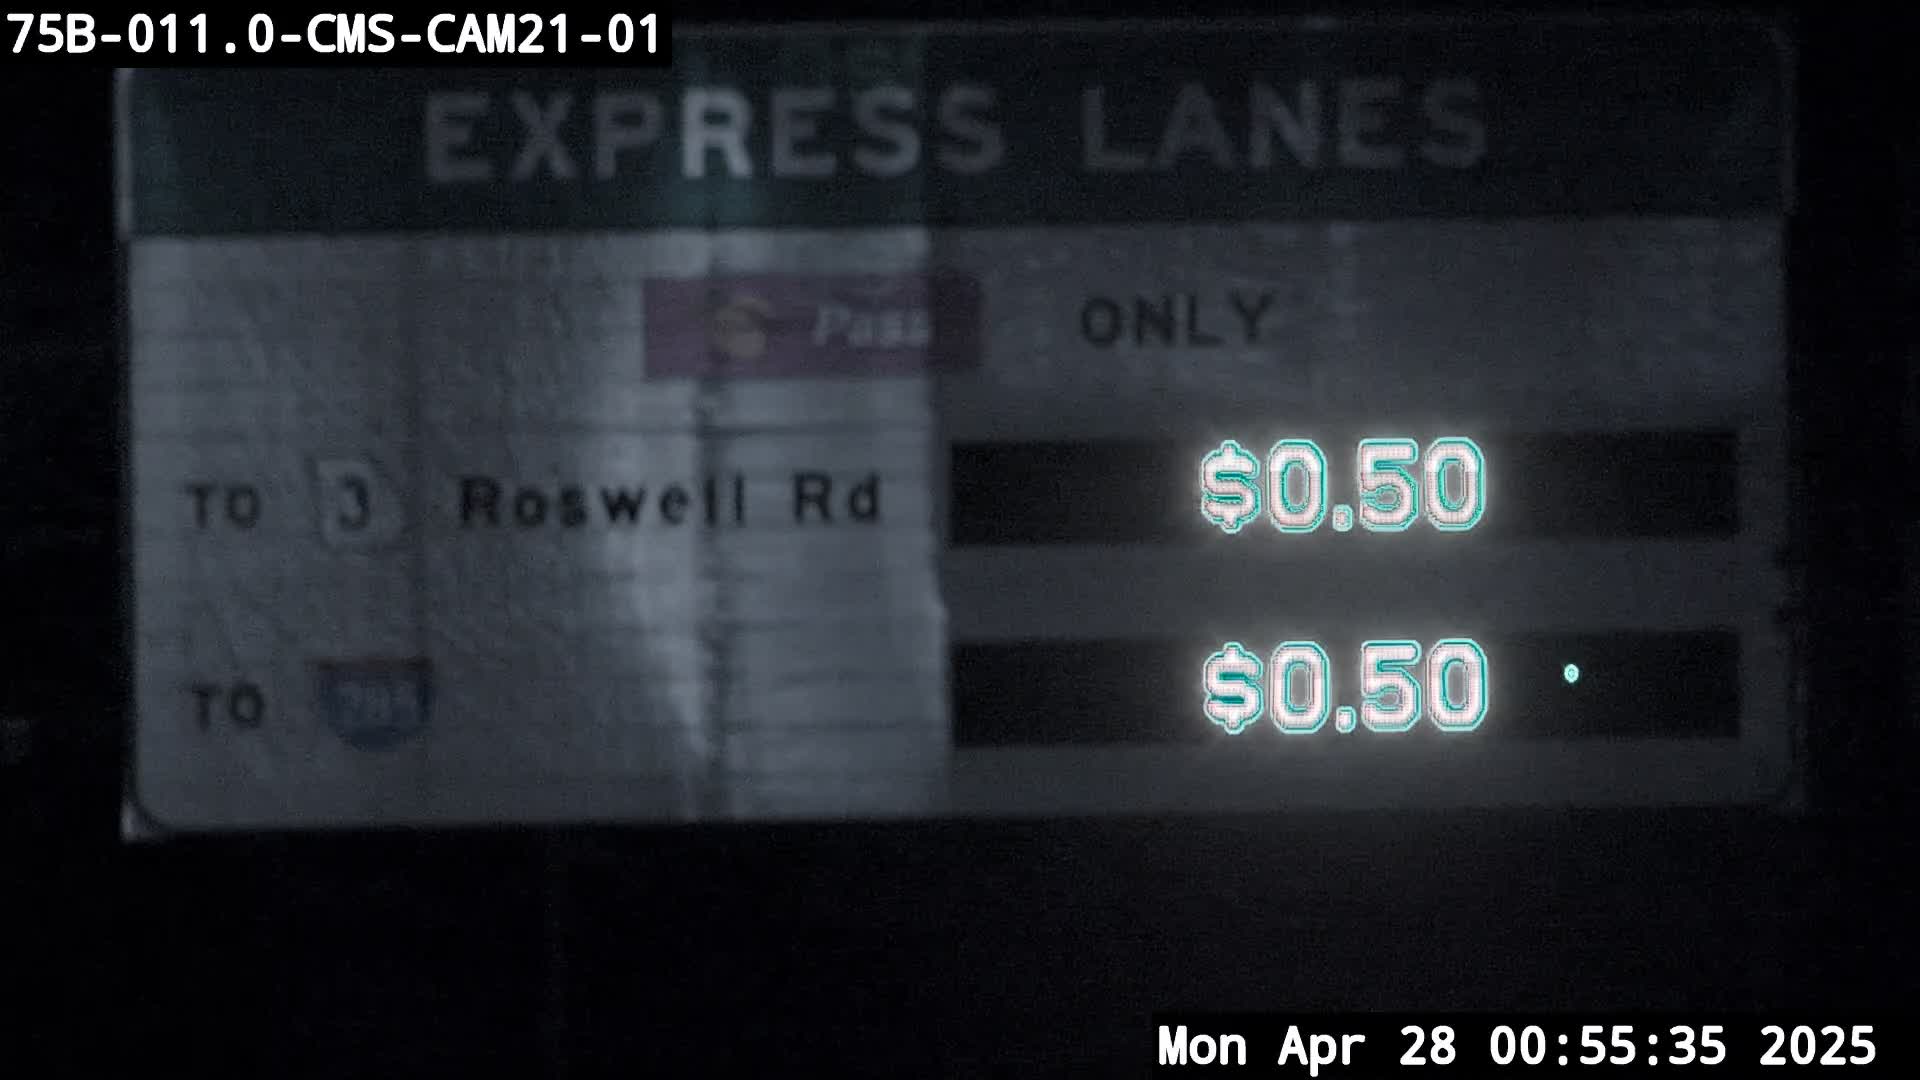 75B-011.0-CMS-CAM21-01
EXPRESS LANES
Pass ONLY
TO 3 Roswell Rd $0.50
TO 285 $0.50
Mon Apr 28 00:55:35 2025